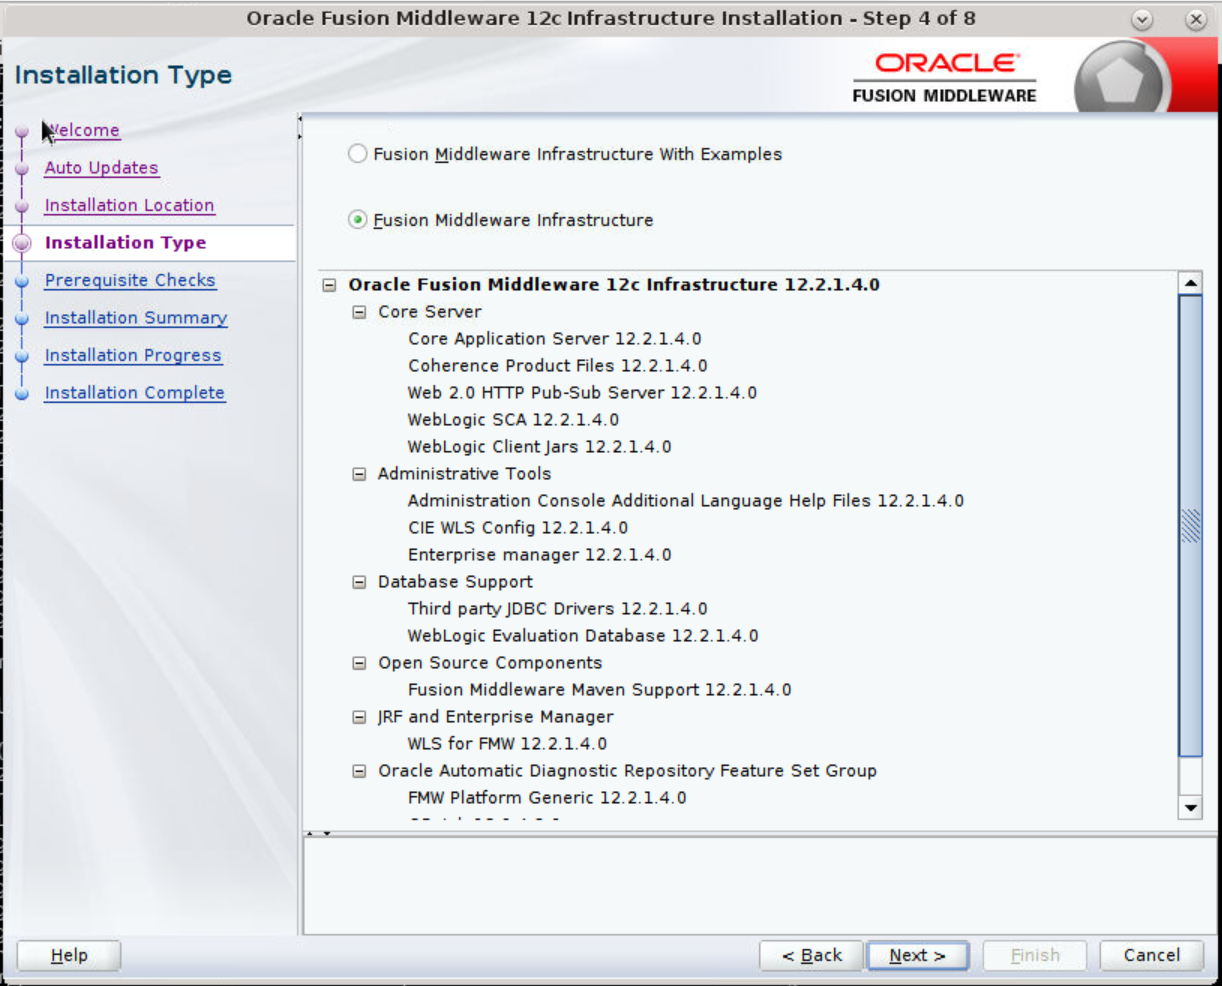 Oracle Fusion Middleware 12c Infrastructure Installation - Step 4 of 8
Installation Type
ORACLE
FUSION MIDDLEWARE
Welcome
Auto Updates
Installation Location
Installation Type
Prerequisite Checks
Installation Summary
Installation Progress
Installation Complete
Fusion Middleware Infrastructure With Examples
Fusion Middleware Infrastructure
Oracle Fusion Middleware 12c Infrastructure 12.2.1.4.0
Core Server
Core Application Server 12.2.1.4.0
Coherence Product Files 12.2.1.4.0
Web 2.0 HTTP Pub-Sub Server 12.2.1.4.0
WebLogic SCA 12.2.1.4.0
WebLogic Client Jars 12.2.1.4.0
Administrative Tools
Administration Console Additional Language Help Files 12.2.1.4.0
CIE WLS Config 12.2.1.4.0
Enterprise manager 12.2.1.4.0
Database Support
Third party JDBC Drivers 12.2.1.4.0
WebLogic Evaluation Database 12.2.1.4.0
Open Source Components
Fusion Middleware Maven Support 12.2.1.4.0
JRF and Enterprise Manager
WLS for FMW 12.2.1.4.0
Oracle Automatic Diagnostic Repository Feature Set Group
FMW Platform Generic 12.2.1.4.0
Help
< Back
Next >
Finish
Cancel